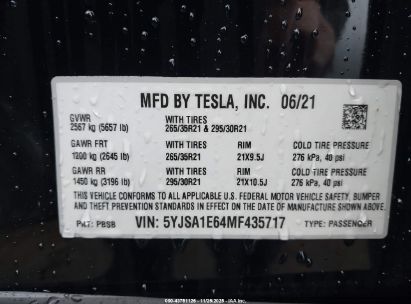 MFD BY TESLA, INC. 06/21
GVWR WITH TIRES
2567 kg (5657 lb) 265/35R21 & 295/30R21
GAWR FRT WITH TIRES RIM COLD TIRE PRESSURE
1200 kg (2645 lb) 265/35R21 21X9.5J 276 kPa, 40 psi
GAWR RR WITH TIRES RIM COLD TIRE PRESSURE
1450 kg (3196 lb) 295/30R21 21X10.5J 276 kPa, 40 psi
THIS VEHICLE CONFORMS TO ALL APPLICABLE U.S. FEDERAL MOTOR VEHICLE SAFETY, BUMPER
AND THEFT PREVENTION STANDARDS IN EFFECT ON THE DATE OF MANUFACTURE SHOWN ABOVE.
PNT: PBSB VIN: 5YJSA1E64MF435717 TYPE: PASSENGER